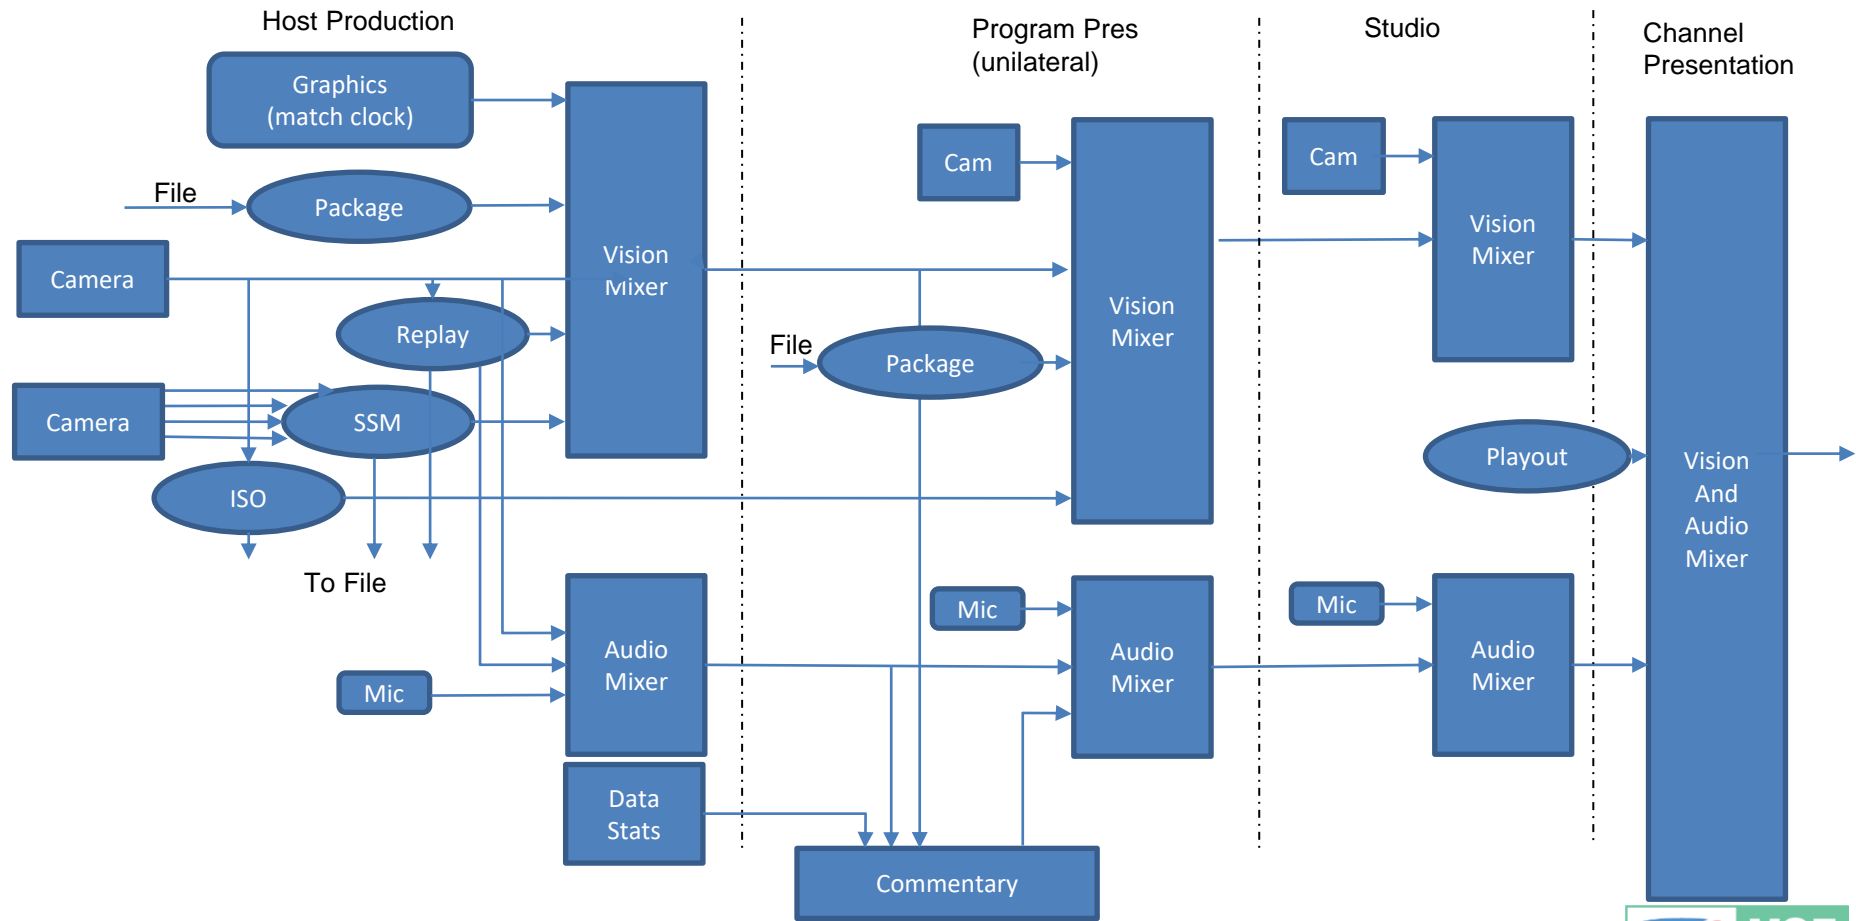 Host Production
Program Pres
(unilateral)
Studio
Channel
Presentation
Graphics
(match clock)
File
Package
Camera
Vision
Mixer
Replay
Camera
SSM
ISO
To File
Mic
Audio
Mixer
Data
Stats
Cam
File
Package
Vision
Mixer
Mic
Audio
Mixer
Commentary
Cam
Vision
Mixer
Playout
Mic
Audio
Mixer
Vision
And
Audio
Mixer